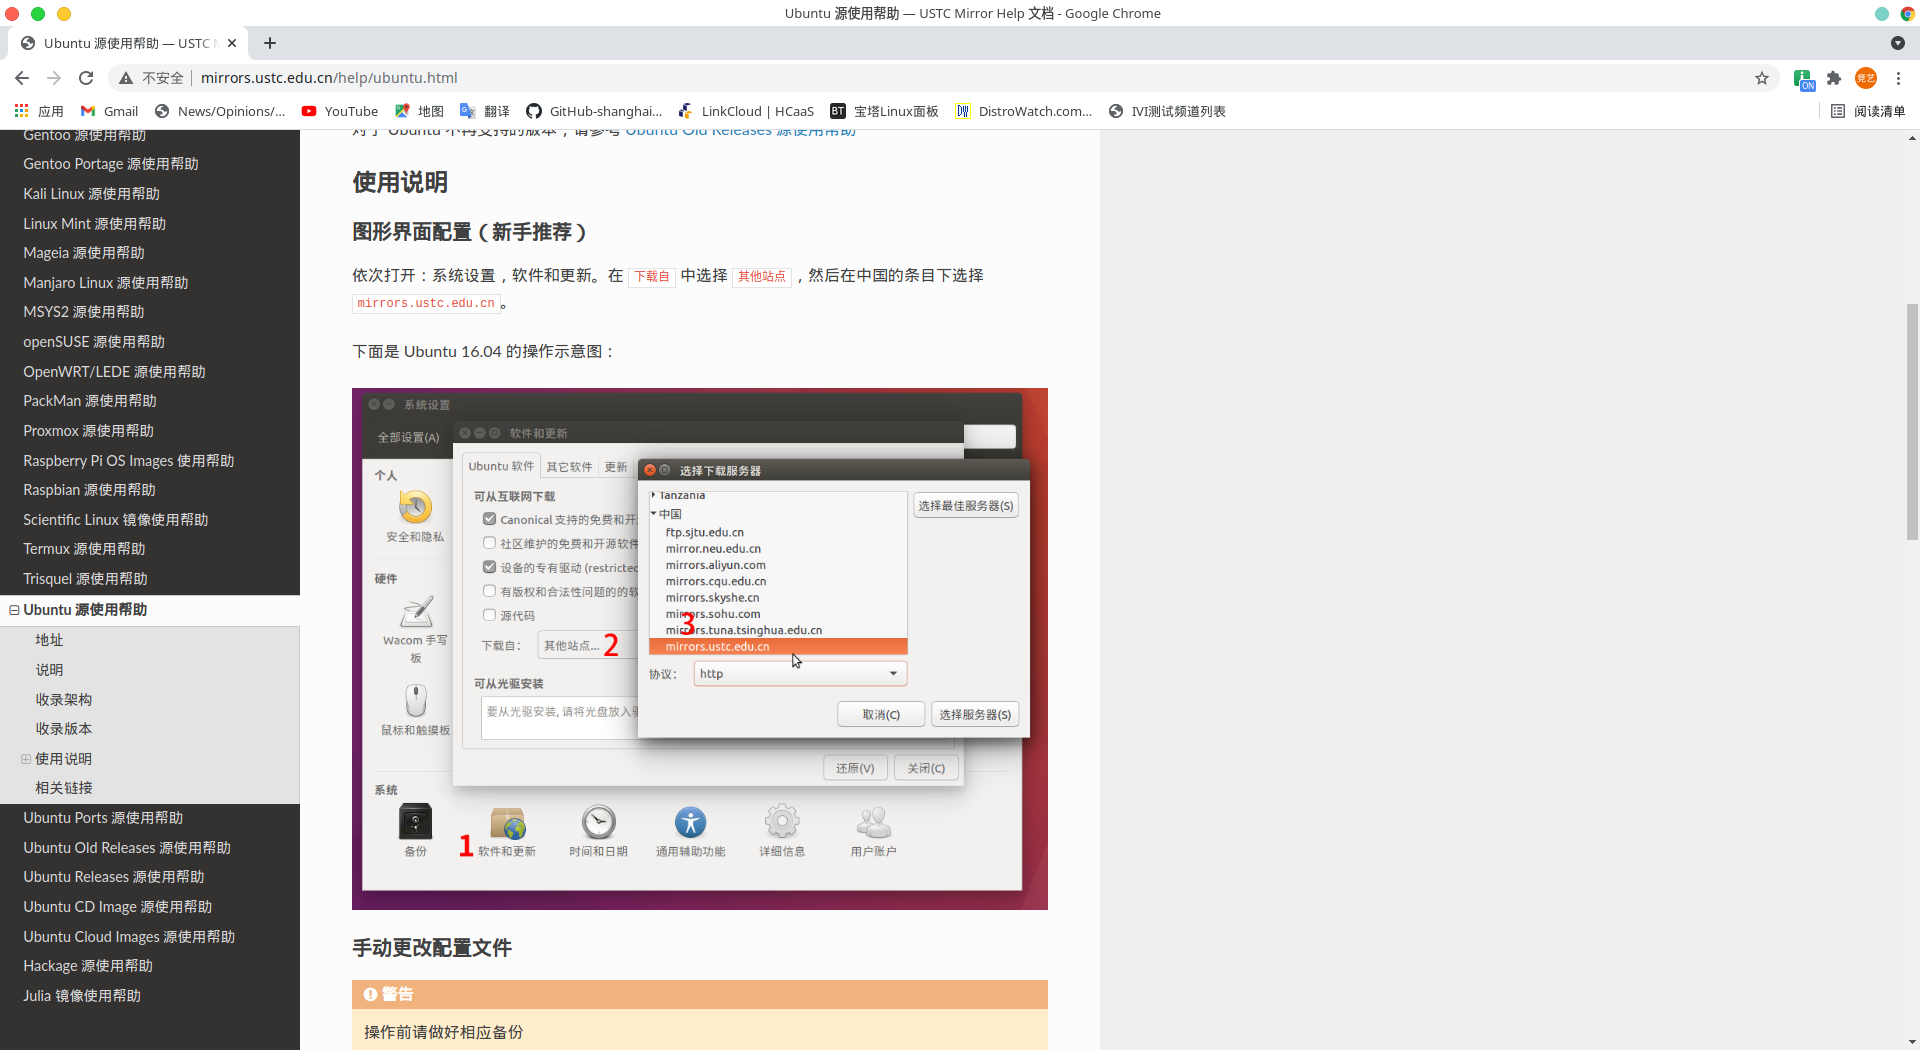 Ubuntu 源使用帮助 — USTC Mirror Help 文档 - Google Chrome
Ubuntu 源使用帮助 — USTC
不安全 mirrors.ustc.edu.cn/help/ubuntu.html
ON
竞艺
应用 Gmail News/Opinions/... YouTube 地图 翻译 GitHub-shanghai... LinkCloud | HCaaS BT 宝塔Linux面板 DW DistroWatch.com... IVI测试频道列表 阅读清单
Gentoo 源使用帮助
Gentoo Portage 源使用帮助
Kali Linux 源使用帮助
Linux Mint 源使用帮助
Mageia 源使用帮助
Manjaro Linux 源使用帮助
MSYS2 源使用帮助
openSUSE 源使用帮助
OpenWRT/LEDE 源使用帮助
PackMan 源使用帮助
Proxmox 源使用帮助
Raspberry Pi OS Images 使用帮助
Raspbian 源使用帮助
Scientific Linux 镜像使用帮助
Termux 源使用帮助
Trisquel 源使用帮助
Ubuntu 源使用帮助
地址
说明
收录架构
收录版本
使用说明
相关链接
Ubuntu Ports 源使用帮助
Ubuntu Old Releases 源使用帮助
Ubuntu Releases 源使用帮助
Ubuntu CD Image 源使用帮助
Ubuntu Cloud Images 源使用帮助
Hackage 源使用帮助
Julia 镜像使用帮助
对于 Ubuntu 不再支持的版本，请参考 Ubuntu Old Releases 源使用帮助
使用说明
图形界面配置（新手推荐）
依次打开：系统设置，软件和更新。在 下载自 中选择 其他站点 ，然后在中国的条目下选择
mirrors.ustc.edu.cn 。
下面是 Ubuntu 16.04 的操作示意图：
系统设置
全部设置(A)
软件和更新
Ubuntu 软件 其它软件 更新
可从互联网下载
Canonical 支持的免费和开
社区维护的免费和开源软件
设备的专有驱动 (restricted
有版权和合法性问题的的软
源代码
下载自： 其他站点... 2
可从光驱安装
要从光驱安装, 请将光盘放入驱
还原(V) 关闭(C)
选择下载服务器
Tanzania
中国
ftp.sjtu.edu.cn
mirror.neu.edu.cn
mirrors.aliyun.com
mirrors.cqu.edu.cn
mirrors.skyshe.cn
mirrors.sohu.com
3
mirrors.tuna.tsinghua.edu.cn
mirrors.ustc.edu.cn
选择最佳服务器(S)
协议： http
取消(C) 选择服务器(S)
个人
安全和隐私
硬件
Wacom 手写
板
鼠标和触摸板
系统
备份 1 软件和更新 时间和日期 通用辅助功能 详细信息 用户账户
手动更改配置文件
警告
操作前请做好相应备份